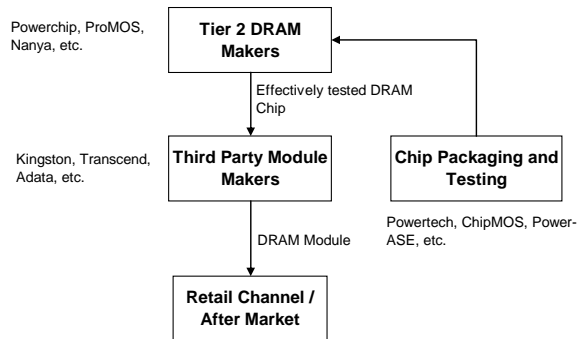 Powerchip, ProMOS,
Nanya, etc.
Tier 2 DRAM
Makers
Effectively tested DRAM
Chip
Kingston, Transcend,
Adata, etc.
Third Party Module
Makers
Chip Packaging and
Testing
Powertech, ChipMOS, Power-
ASE, etc.
DRAM Module
Retail Channel /
After Market